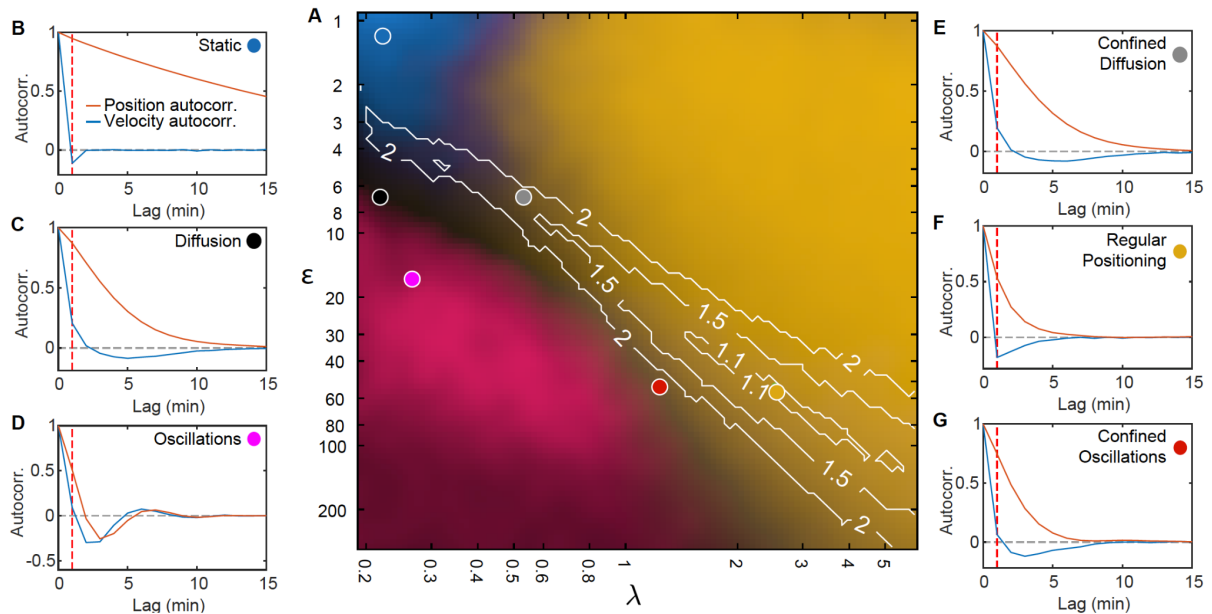 B
Static
Position autocorr.
Velocity autocorr.
Autocorr.
1
0.5
0
0
5
10
15
Lag (min)
C
Diffusion
Autocorr.
1
0.5
0
0
5
10
15
Lag (min)
D
Oscillations
Autocorr.
1
0.5
0
-0.5
0
5
10
15
Lag (min)
A
ε
1
2
3
4
6
8
10
20
30
40
60
80
100
200
2
2
1.5
1.5
2
1.1
1.1
2
2
1.5
2
0.2
0.3
0.4
0.5
0.6
0.8
1
2
3
4
5
λ
E
Confined
Diffusion
Autocorr.
1
0.5
0
0
5
10
15
Lag (min)
F
Regular
Positioning
Autocorr.
1
0.5
0
0
5
10
15
Lag (min)
G
Confined
Oscillations
Autocorr.
1
0.5
0
0
5
10
15
Lag (min)